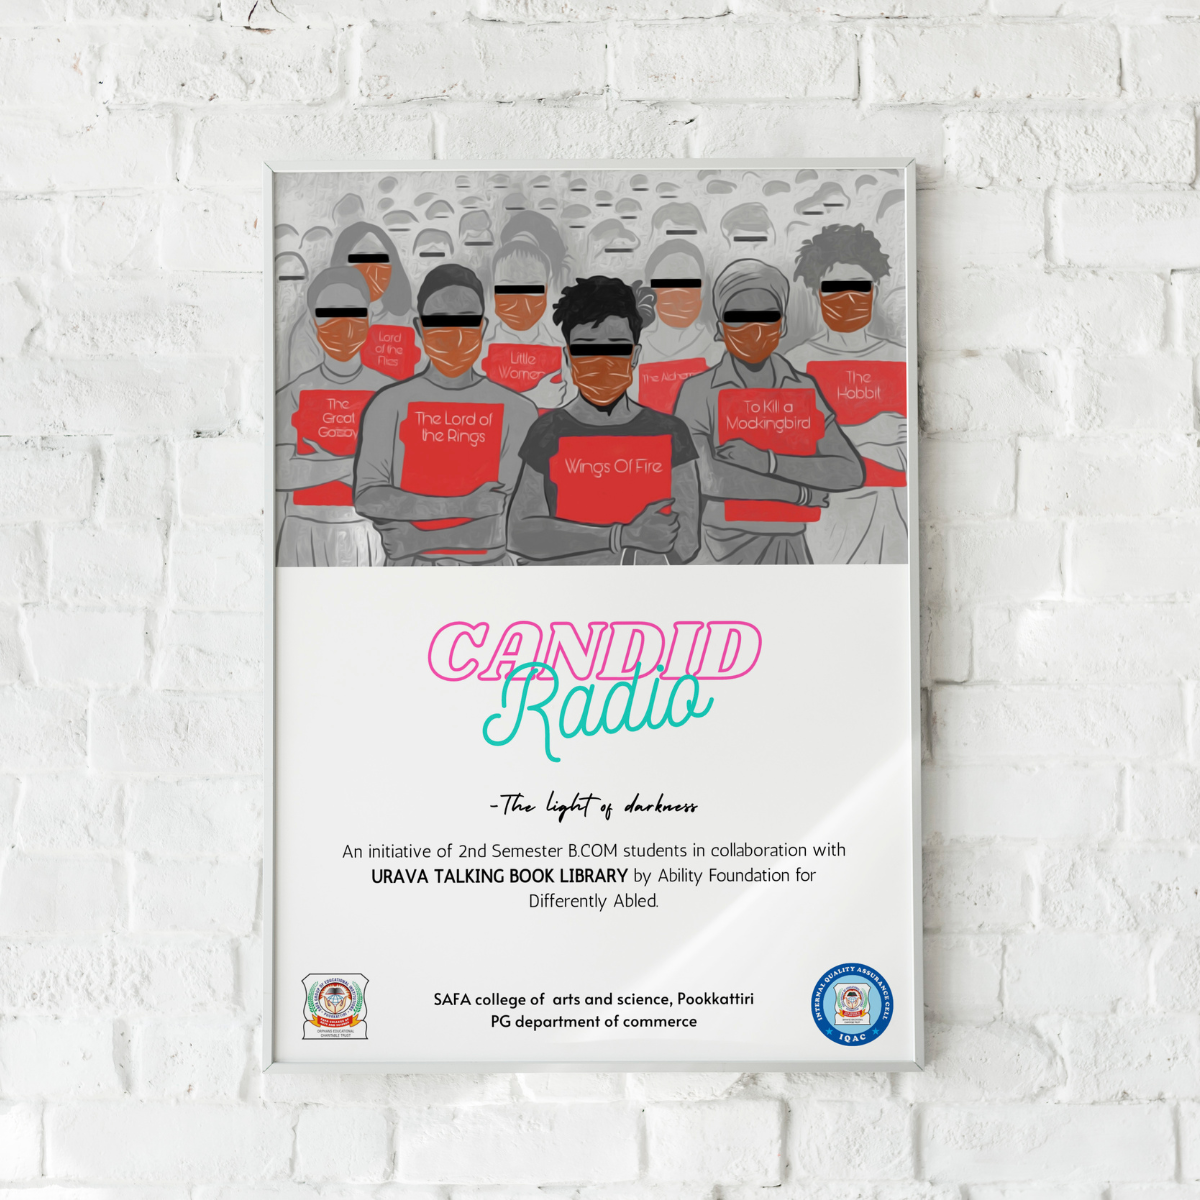 Lord
of the
Flies
Little
Women
The Alchem
The
Hobbit
The
Great
Gatsby
The Lord of
the Rings
To Kill a
Mockingbird
Wings Of Fire
CANDID
Radio
-The light of darkness
An initiative of 2nd Semester B.COM students in collaboration with
URAVA TALKING BOOK LIBRARY by Ability Foundation for
Differently Abled.
SAFA college of arts and science, Pookkattiri
PG department of commerce
INTERNAL QUALITY ASSURANCE CELL
IQAC